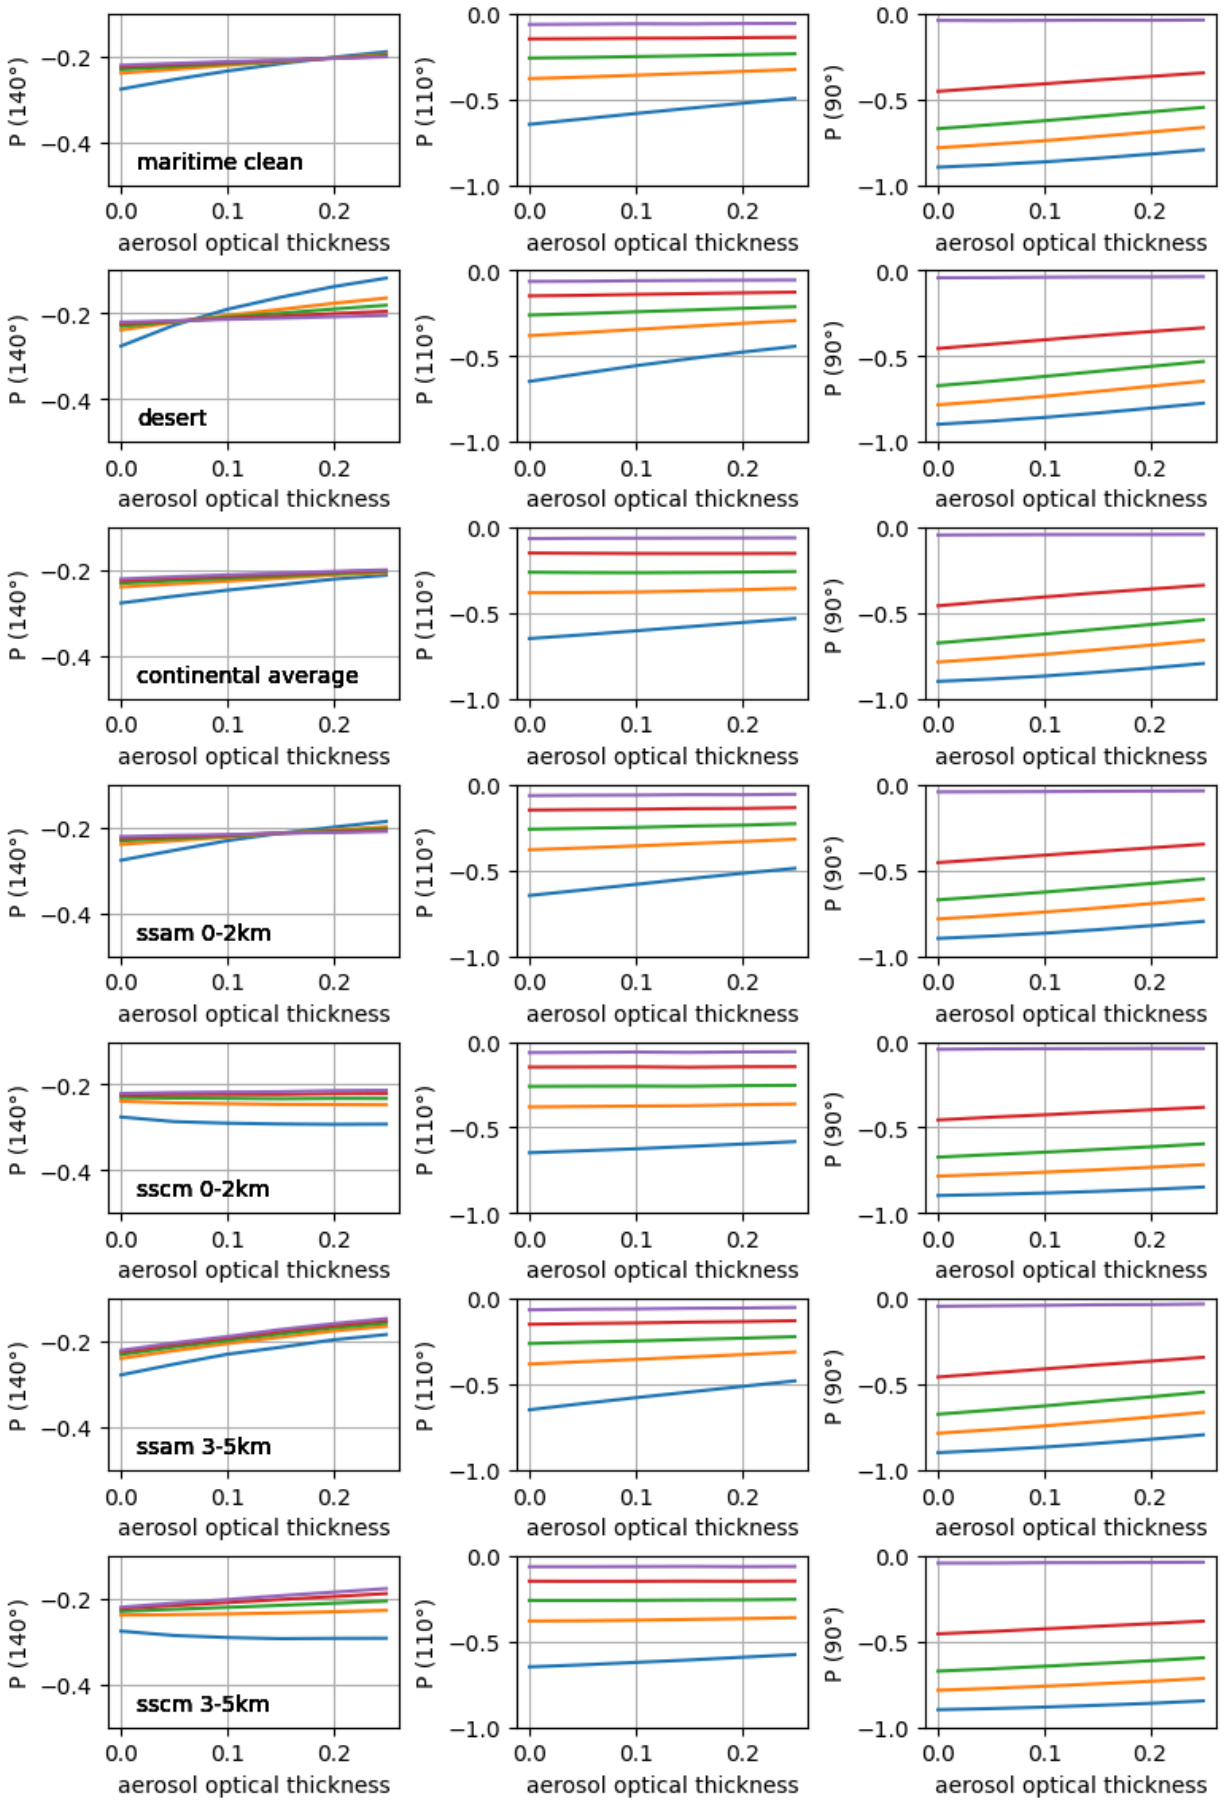 P (140°)
−0.2
−0.4
maritime clean
0.0 0.1 0.2
aerosol optical thickness
P (110°)
0.0
−0.5
−1.0
0.0 0.1 0.2
aerosol optical thickness
P (90°)
0.0
−0.5
−1.0
0.0 0.1 0.2
aerosol optical thickness
P (140°)
−0.2
−0.4
desert
0.0 0.1 0.2
aerosol optical thickness
P (110°)
0.0
−0.5
−1.0
0.0 0.1 0.2
aerosol optical thickness
P (90°)
0.0
−0.5
−1.0
0.0 0.1 0.2
aerosol optical thickness
P (140°)
−0.2
−0.4
continental average
0.0 0.1 0.2
aerosol optical thickness
P (110°)
0.0
−0.5
−1.0
0.0 0.1 0.2
aerosol optical thickness
P (90°)
0.0
−0.5
−1.0
0.0 0.1 0.2
aerosol optical thickness
P (140°)
−0.2
−0.4
ssam 0-2km
0.0 0.1 0.2
aerosol optical thickness
P (110°)
0.0
−0.5
−1.0
0.0 0.1 0.2
aerosol optical thickness
P (90°)
0.0
−0.5
−1.0
0.0 0.1 0.2
aerosol optical thickness
P (140°)
−0.2
−0.4
sscm 0-2km
0.0 0.1 0.2
aerosol optical thickness
P (110°)
0.0
−0.5
−1.0
0.0 0.1 0.2
aerosol optical thickness
P (90°)
0.0
−0.5
−1.0
0.0 0.1 0.2
aerosol optical thickness
P (140°)
−0.2
−0.4
ssam 3-5km
0.0 0.1 0.2
aerosol optical thickness
P (110°)
0.0
−0.5
−1.0
0.0 0.1 0.2
aerosol optical thickness
P (90°)
0.0
−0.5
−1.0
0.0 0.1 0.2
aerosol optical thickness
P (140°)
−0.2
−0.4
sscm 3-5km
0.0 0.1 0.2
aerosol optical thickness
P (110°)
0.0
−0.5
−1.0
0.0 0.1 0.2
aerosol optical thickness
P (90°)
0.0
−0.5
−1.0
0.0 0.1 0.2
aerosol optical thickness